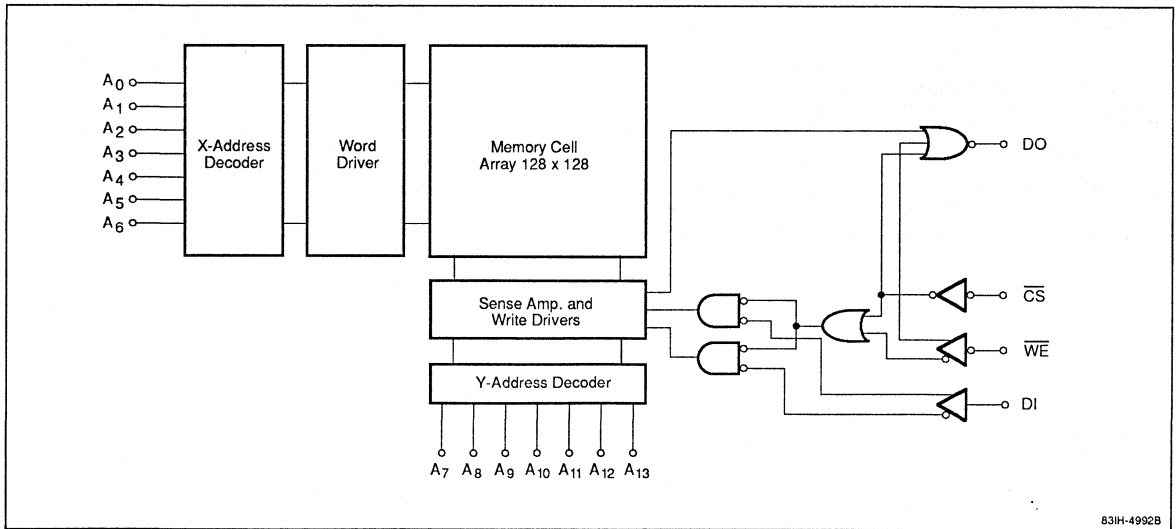 A0
A1
A2
A3
A4
A5
A6
X-Address
Decoder
Word
Driver
Memory Cell
Array 128 x 128
DO
Sense Amp. and
Write Drivers
CS
WE
Y-Address Decoder
DI
A7 A8 A9 A10 A11 A12 A13
83IH-4992B